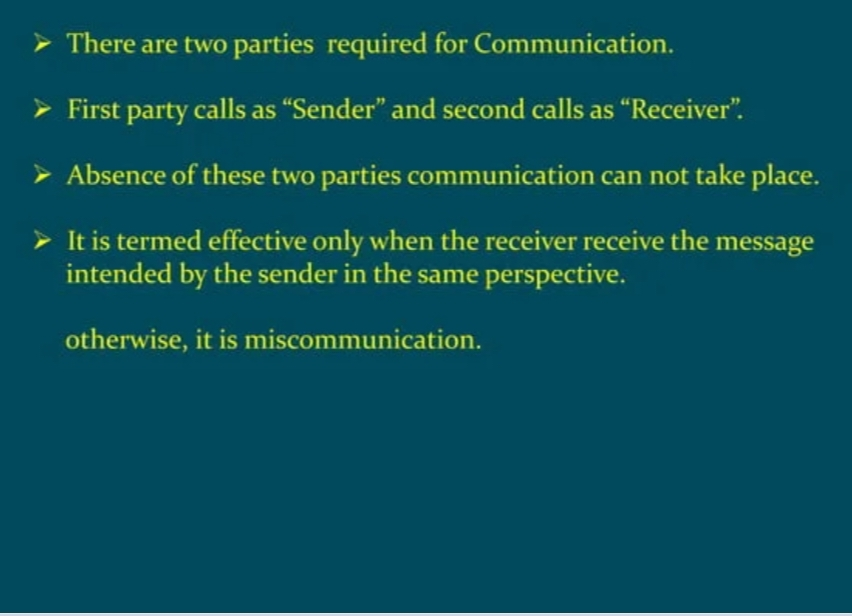 ➢ There are two parties required for Communication.
➢ First party calls as “Sender” and second calls as “Receiver”.
➢ Absence of these two parties communication can not take place.
➢ It is termed effective only when the receiver receive the message
intended by the sender in the same perspective.
otherwise, it is miscommunication.